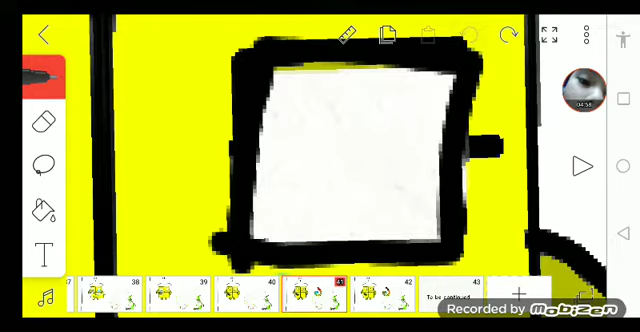 04:58
T
38 39 40 41 42 43
To be continued
Recorded by Mobizen